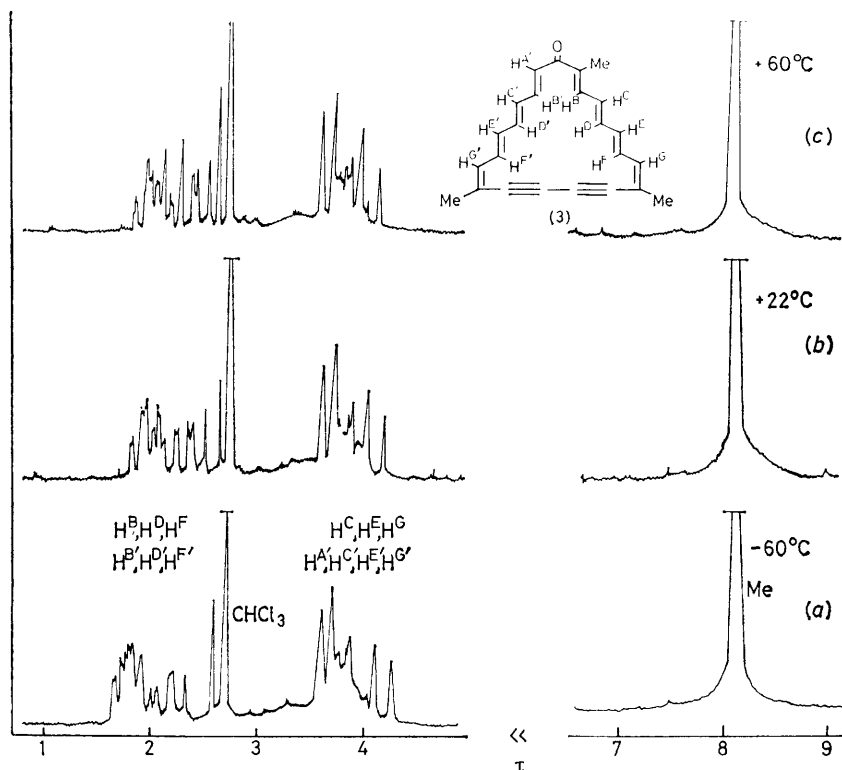 O
H^A' Me
+60°C
H^B' H^B
H^C' H^C
(c)
H^E' H^D' H^D H^E
H^G' H^F' H^F H^G
Me Me
(3)
+22°C
(b)
H^B, H^D, H^F
H^B', H^D', H^F'
H^C, H^E, H^G
H^A', H^C', H^E', H^G'
-60°C
CHCl₃
Me
(a)
1 2 3 4 << 7 8 9
τ